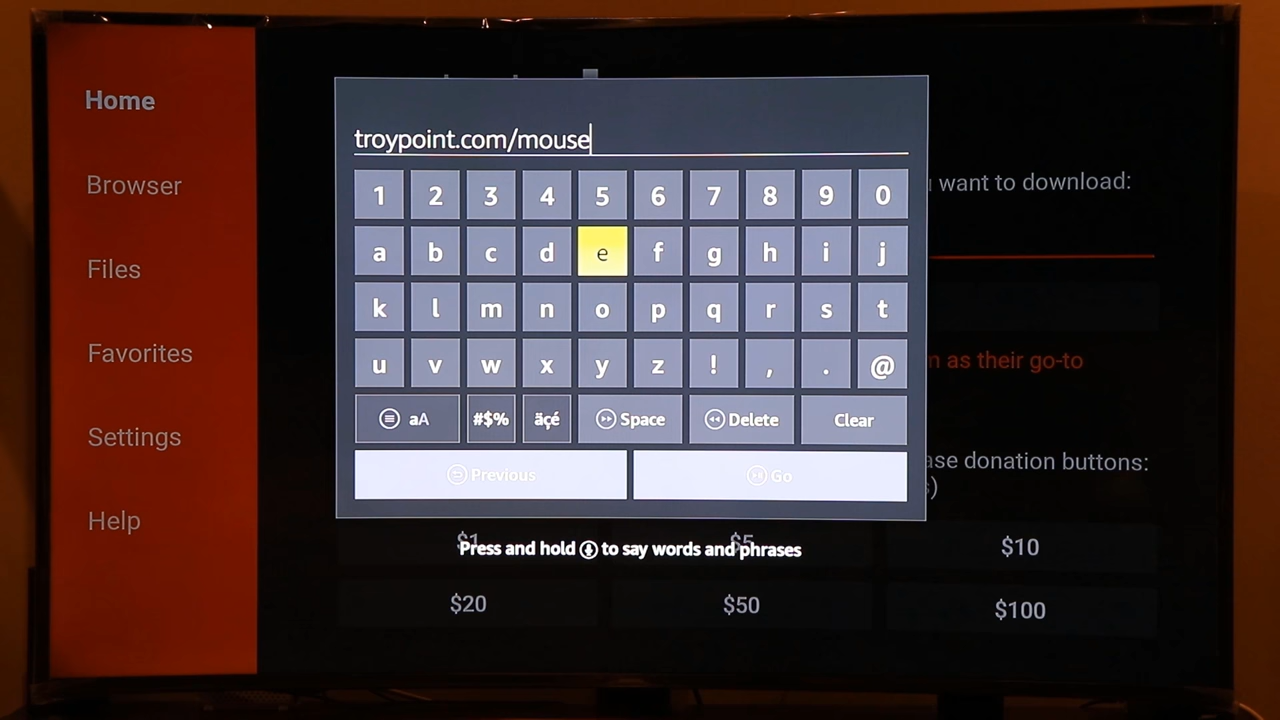 Home
Browser
Files
Favorites
Settings
Help
troypoint.com/mouse
1 2 3 4 5 6 7 8 9 0
a b c d e f g h i j
k l m n o p q r s t
u v w x y z ! , . @
aA #$% äçé Space Delete Clear
Previous Go
Press and hold to say words and phrases
want to download:
as their go-to
donation buttons:
$1 $5 $10
$20 $50 $100